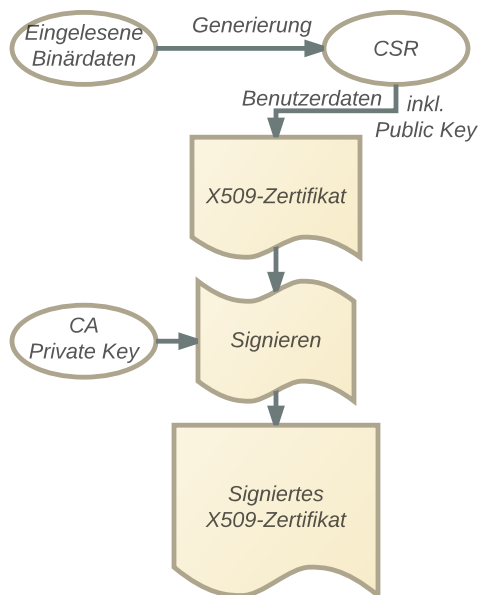 Eingelesene
Binärdaten
Generierung
CSR
Benutzerdaten
inkl.
Public Key
X509-Zertifikat
CA
Private Key
Signieren
Signiertes
X509-Zertifikat